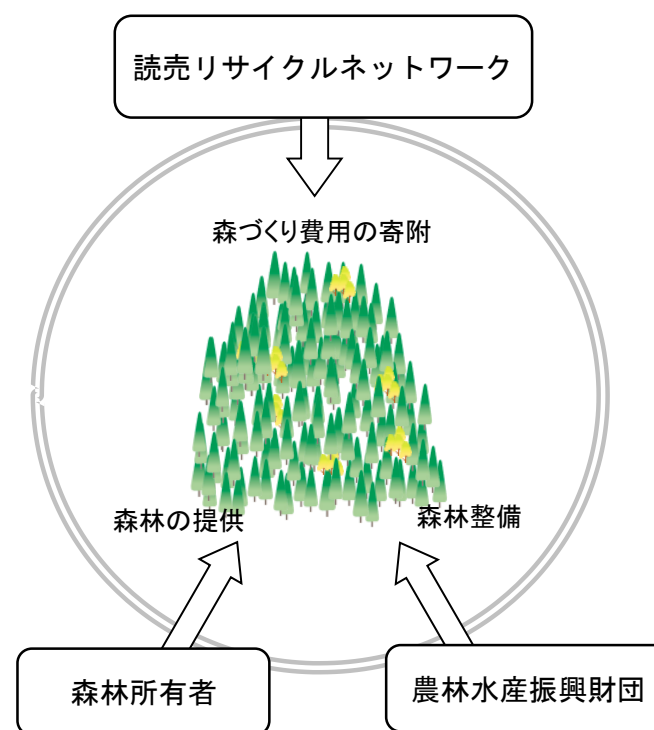 読売リサイクルネットワーク
森づくり費用の寄附
森林の提供
森林整備
森林所有者
農林水産振興財団